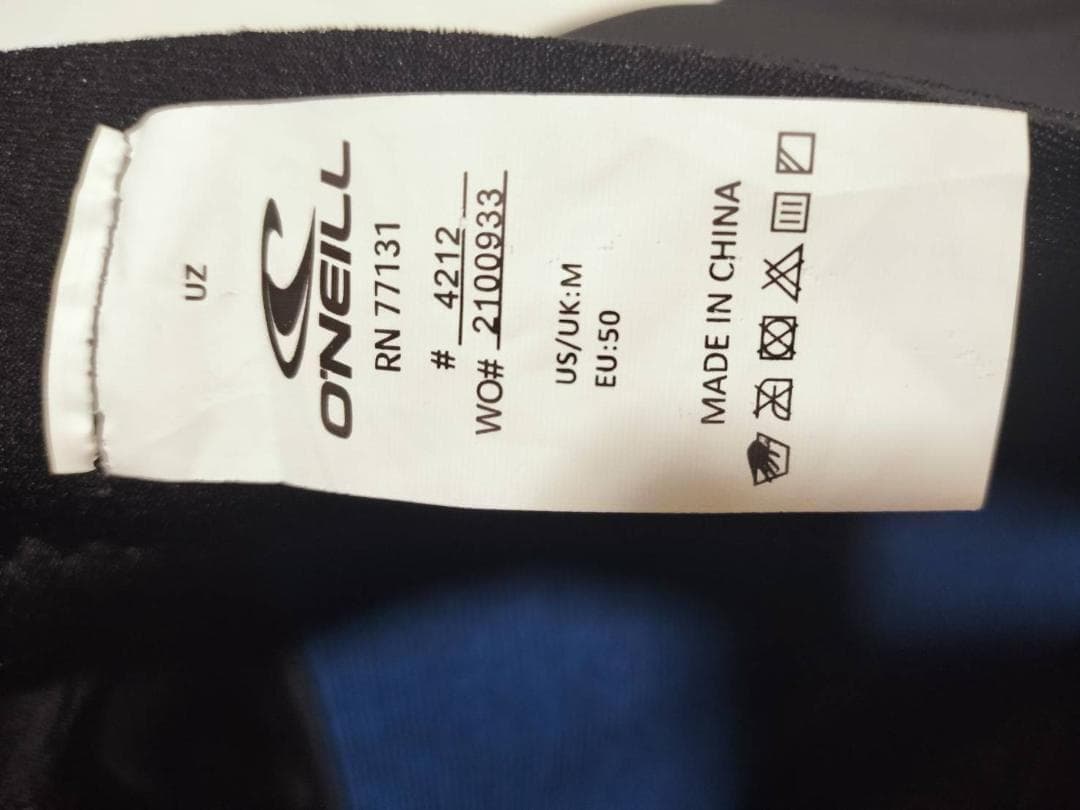 UZ
O'NEILL
RN 77131
# 4212
WO# 2100933
US/UK:M
EU:50
MADE IN CHINA